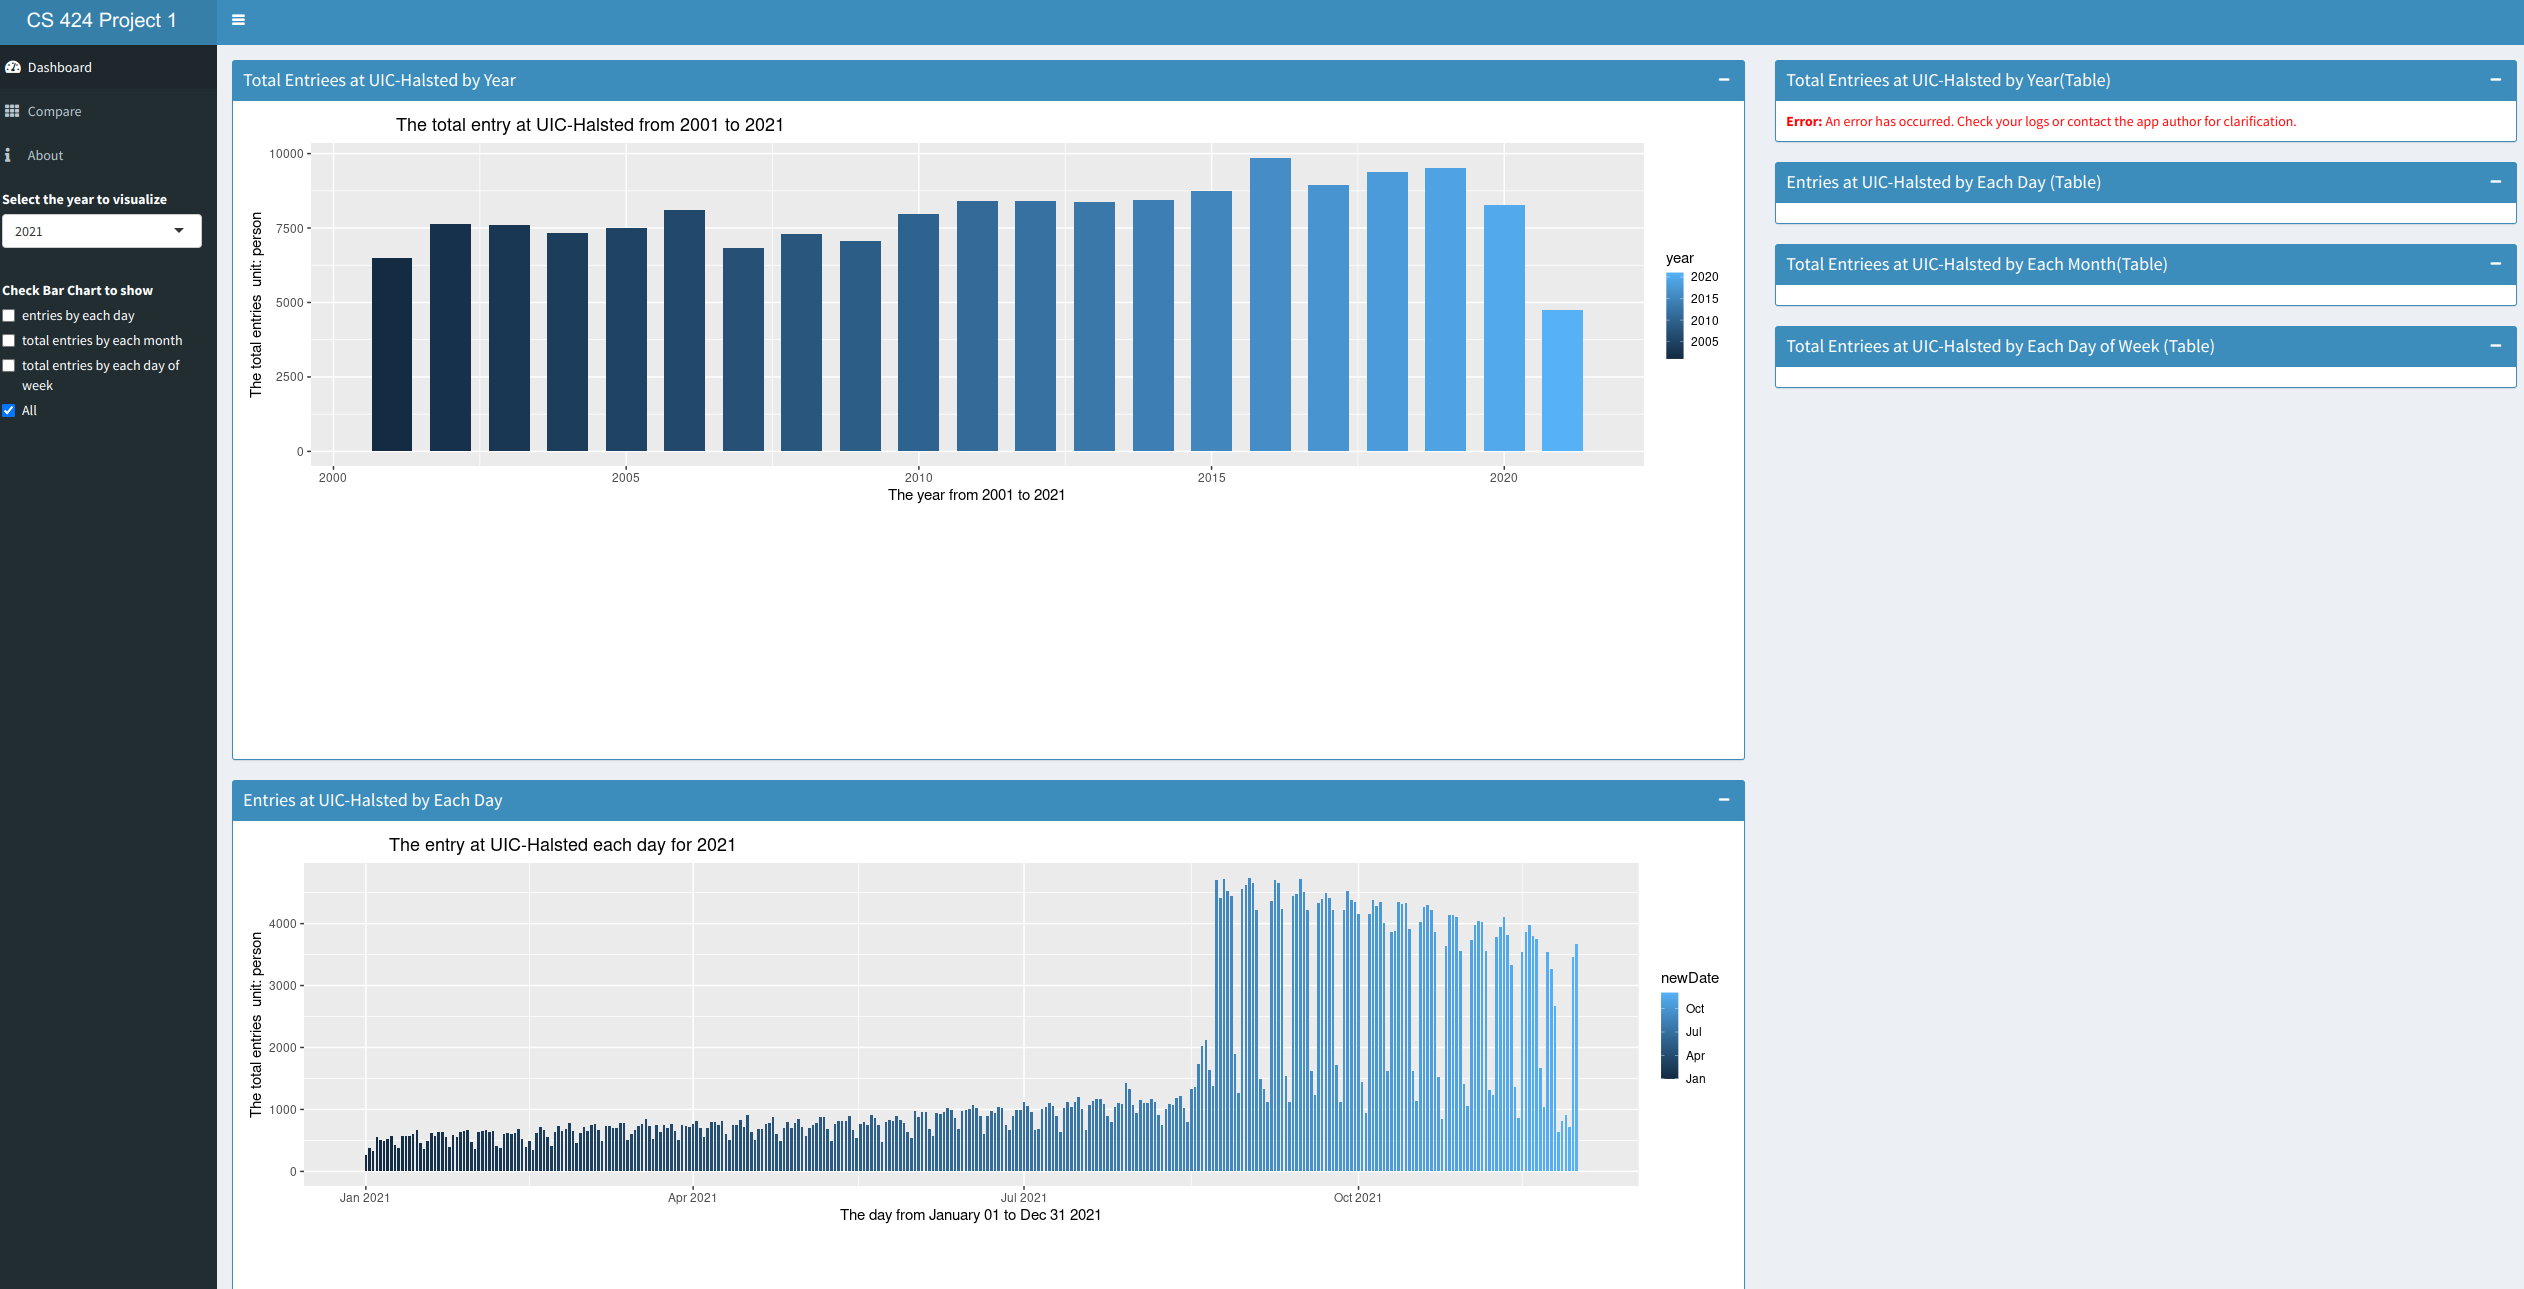 CS 424 Project 1
Dashboard
Compare
About
Select the year to visualize
2021
Check Bar Chart to show
entries by each day
total entries by each month
total entries by each day of
week
All
Total Entriees at UIC-Halsted by Year
The total entry at UIC-Halsted from 2001 to 2021
The total entries  unit: person
10000
7500
5000
2500
0
2000 2005 2010 2015 2020
The year from 2001 to 2021
year
2020
2015
2010
2005
Entries at UIC-Halsted by Each Day
The entry at UIC-Halsted each day for 2021
The total entries  unit: person
4000
3000
2000
1000
0
Jan 2021 Apr 2021 Jul 2021 Oct 2021
The day from January 01 to Dec 31 2021
newDate
Oct
Jul
Apr
Jan
Total Entriees at UIC-Halsted by Year(Table)
Error: An error has occurred. Check your logs or contact the app author for clarification.
Entries at UIC-Halsted by Each Day (Table)
Total Entriees at UIC-Halsted by Each Month(Table)
Total Entriees at UIC-Halsted by Each Day of Week (Table)